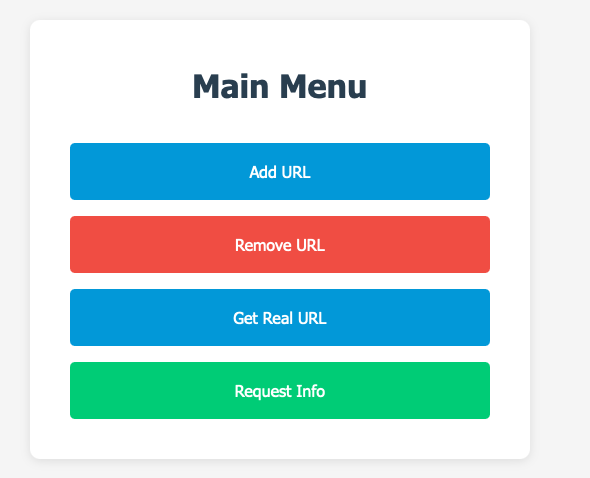 Main Menu
Add URL
Remove URL
Get Real URL
Request Info